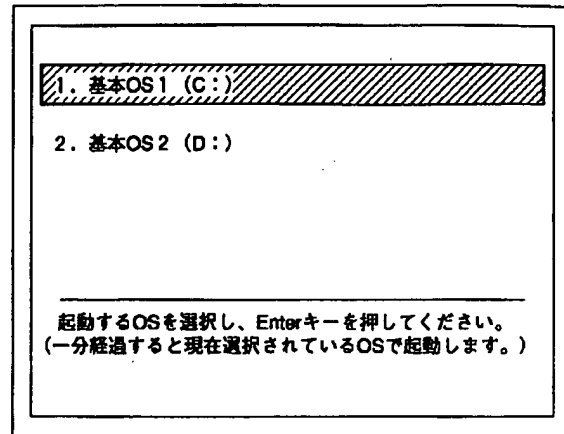 1. 基本OS1 (C:)
2. 基本OS2 (D:)
起動するOSを選択し、Enterキーを押してください。
(一分経過すると現在選択されているOSで起動します。)